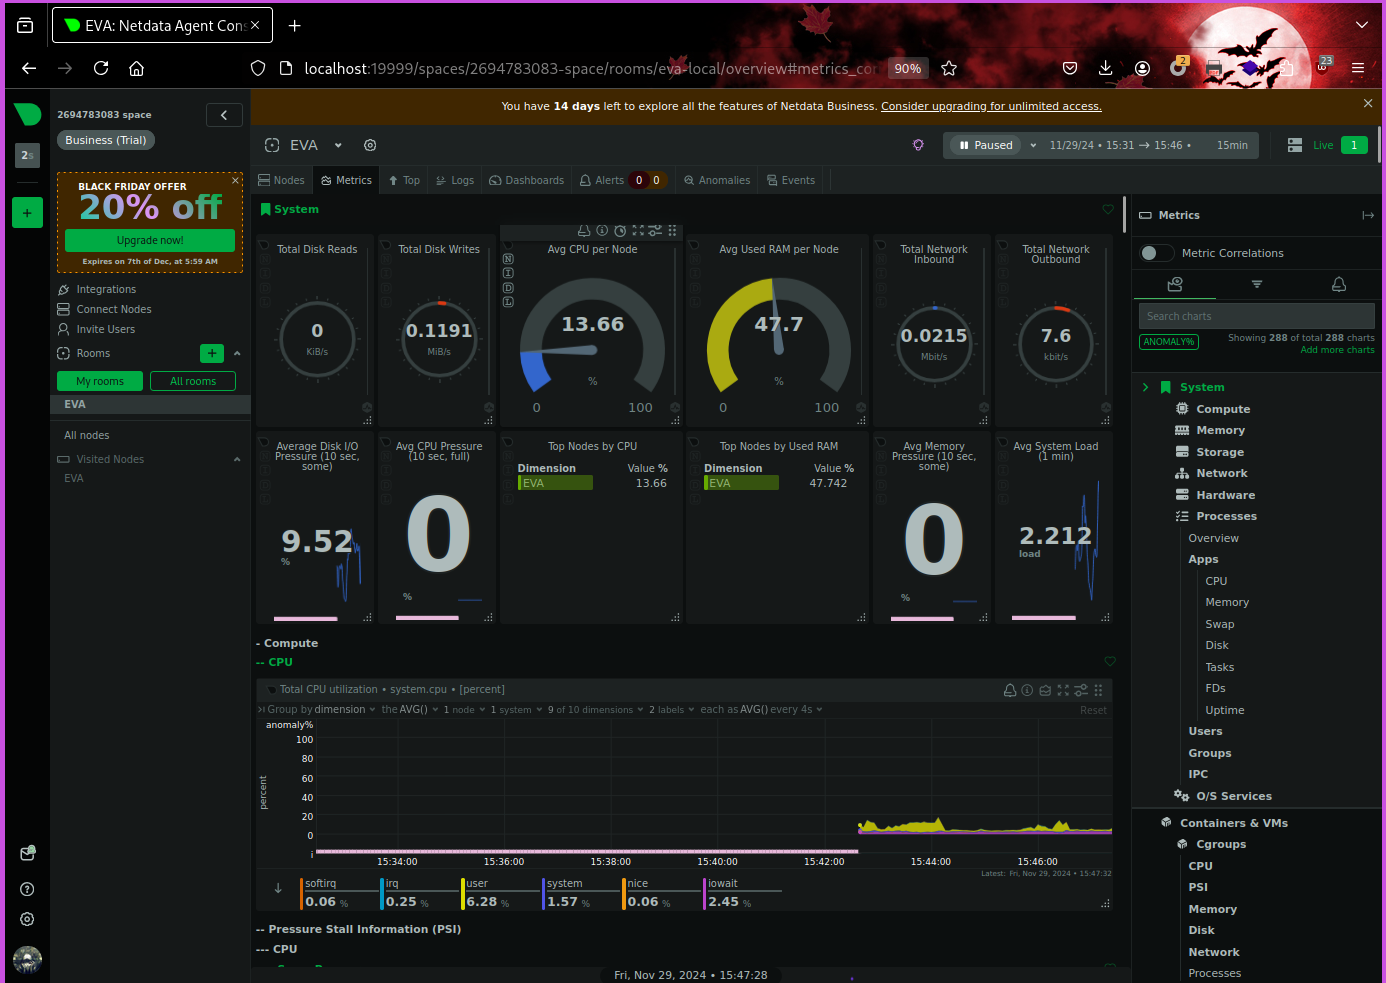 EVA: Netdata Agent Cons
localhost:19999/spaces/2694783083-space/rooms/eva-local/overview#metrics_co
90%
2
23
You have 14 days left to explore all the features of Netdata Business. Consider upgrading for unlimited access.
2694783083 space
Business (Trial)
2s
BLACK FRIDAY OFFER
20% off
Upgrade now!
Expires on 7th of Dec, at 5:59 AM
Integrations
Connect Nodes
Invite Users
Rooms
My rooms
All rooms
EVA
All nodes
Visited Nodes
EVA
EVA
Paused
11/29/24 • 15:31 → 15:46 •
15min
Live
1
Nodes
Metrics
Top
Logs
Dashboards
Alerts
0
0
Anomalies
Events
System
Total Disk Reads
0
KiB/s
Total Disk Writes
0.1191
MiB/s
N
I
D
L
Avg CPU per Node
13.66
%
0
100
Avg Used RAM per Node
47.7
%
0
100
Total Network
Inbound
0.0215
Mbit/s
Total Network
Outbound
7.6
kbit/s
Average Disk I/O
Pressure (10 sec,
some)
9.52
%
Avg CPU Pressure
(10 sec, full)
0
%
Top Nodes by CPU
Dimension Value %
EVA 13.66
Top Nodes by Used RAM
Dimension Value %
EVA 47.742
Avg Memory
Pressure (10 sec,
some)
0
%
Avg System Load
(1 min)
2.212
load
- Compute
-- CPU
Total CPU utilization • system.cpu • [percent]
Group by dimension the AVG() 1 node 1 system 9 of 10 dimensions 2 labels each as AVG() every 4s
Reset
anomaly%
100
80
60
40
20
0
i
percent
15:34:00 15:36:00 15:38:00 15:40:00 15:42:00 15:44:00 15:46:00
Latest: Fri, Nov 29, 2024 • 15:47:32
softirq irq user system nice iowait
0.06 % 0.25 % 6.28 % 1.57 % 0.06 % 2.45 %
-- Pressure Stall Information (PSI)
--- CPU
Fri, Nov 29, 2024 • 15:47:28
Metrics
Metric Correlations
Search charts
ANOMALY%
Showing 288 of total 288 charts
Add more charts
System
Compute
Memory
Storage
Network
Hardware
Processes
Overview
Apps
CPU
Memory
Swap
Disk
Tasks
FDs
Uptime
Users
Groups
IPC
O/S Services
Containers & VMs
Cgroups
CPU
PSI
Memory
Disk
Network
Processes